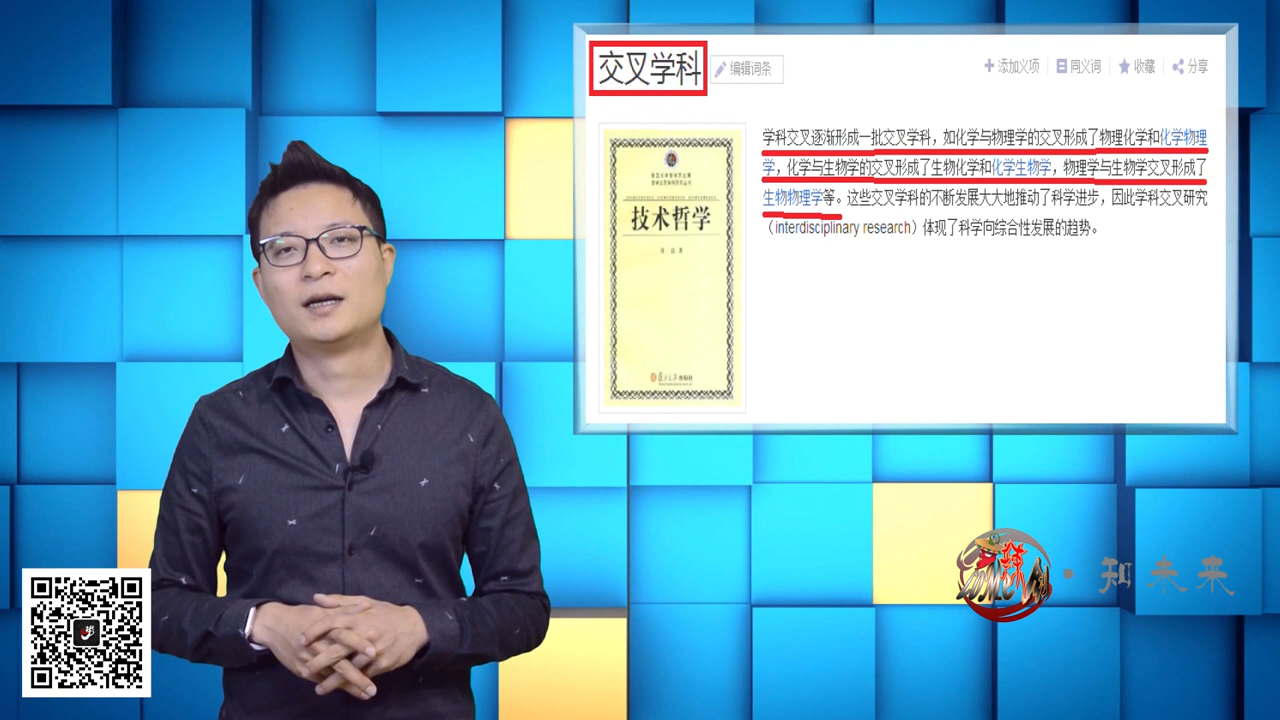 交叉学科
编辑词条
添加义项
同义词
收藏
分享
学科交叉逐渐形成一批交叉学科，如化学与物理学的交叉形成了物理化学和化学物理
学，化学与生物学的交叉形成了生物化学和化学生物学，物理学与生物学交叉形成了
生物物理学等。这些交叉学科的不断发展大大地推动了科学进步，因此学科交叉研究
（interdisciplinary research）体现了科学向综合性发展的趋势。
技术哲学
知未来